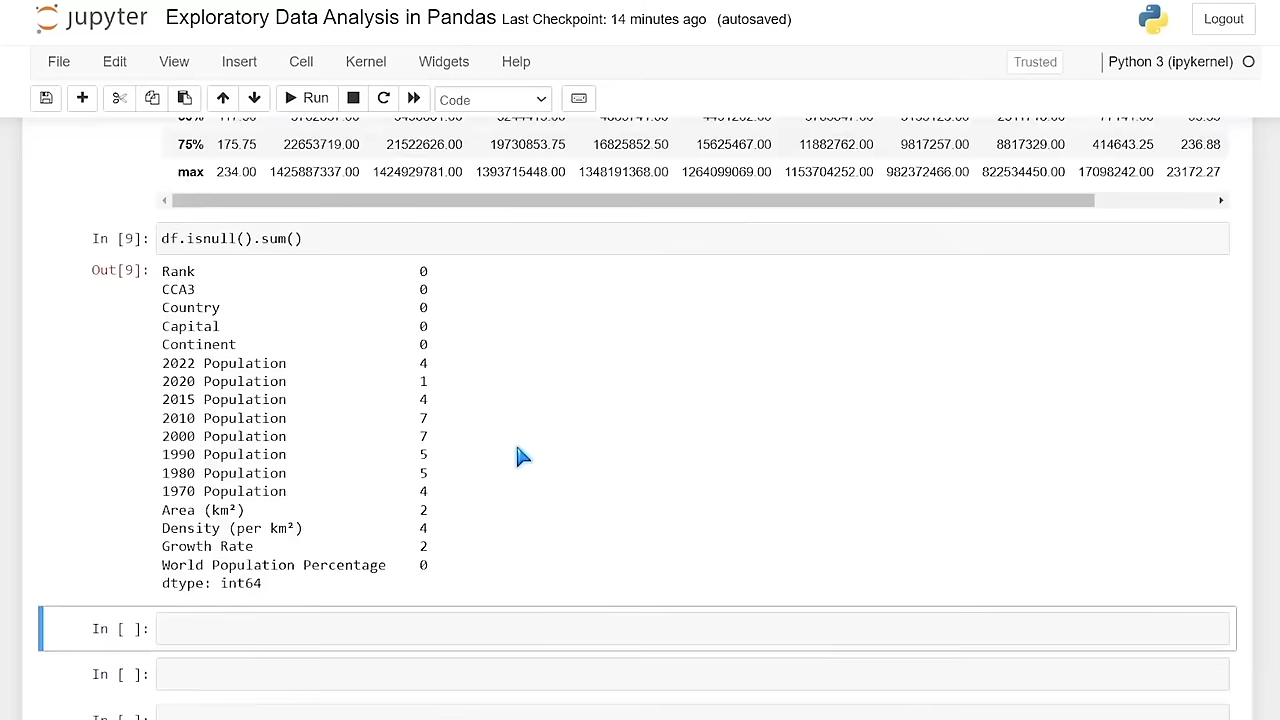 jupyter Exploratory Data Analysis in Pandas Last Checkpoint: 14 minutes ago (autosaved) Logout
File Edit View Insert Cell Kernel Widgets Help Trusted Python 3 (ipykernel)
Run Code
75% 175.75 22653719.00 21522626.00 19730853.75 16825852.50 15625467.00 11882762.00 9817257.00 8817329.00 414643.25 236.88
max 234.00 1425887337.00 1424929781.00 1393715448.00 1348191368.00 1264099069.00 1153704252.00 982372466.00 822534450.00 17098242.00 23172.27
In [9]: df.isnull().sum()
Out[9]: Rank 0
CCA3 0
Country 0
Capital 0
Continent 0
2022 Population 4
2020 Population 1
2015 Population 4
2010 Population 7
2000 Population 7
1990 Population 5
1980 Population 5
1970 Population 4
Area (km²) 2
Density (per km²) 4
Growth Rate 2
World Population Percentage 0
dtype: int64
In [ ]:
In [ ]: